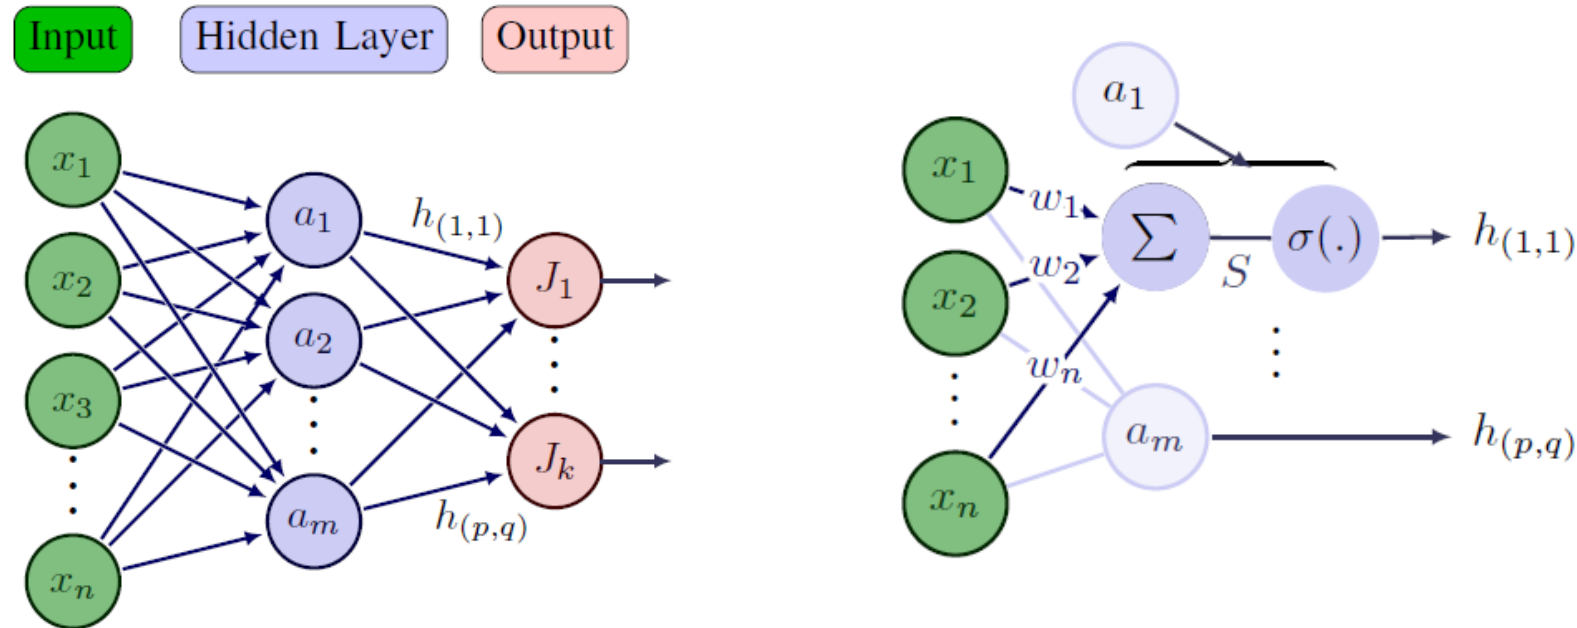 Input
Hidden Layer
Output
x₁
x₂
x₃
⋮
xₙ
a₁
a₂
⋮
aₘ
h₍₁,₁₎
h₍p,q₎
J₁
⋮
Jₖ
a₁
x₁
x₂
⋮
xₙ
w₁
w₂
wₙ
∑
S
σ(.)
h₍₁,₁₎
⋮
aₘ
h₍p,q₎